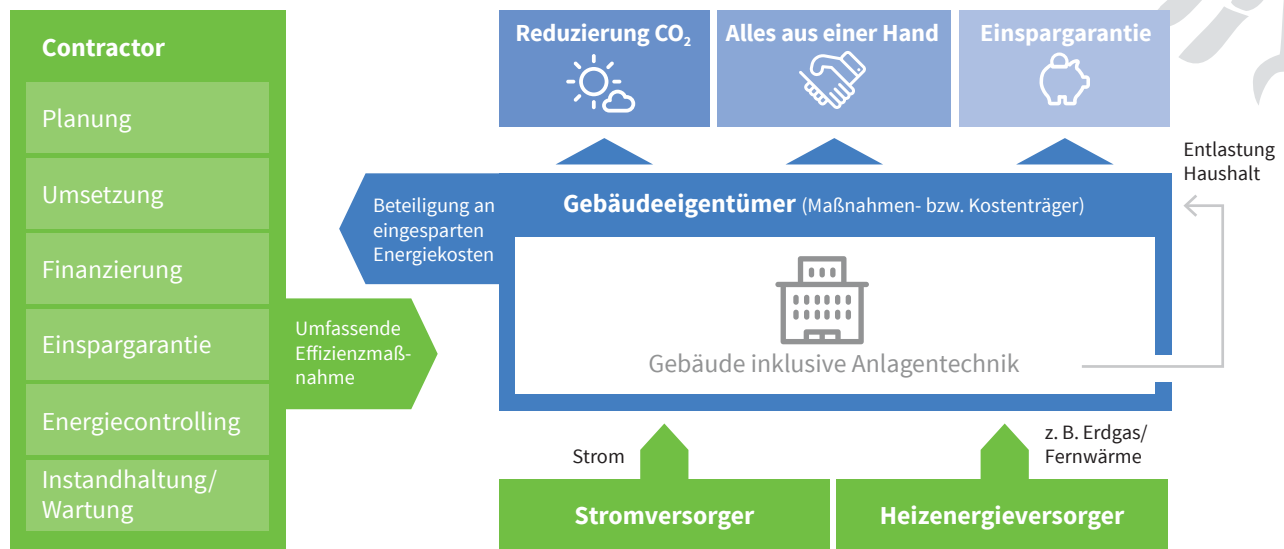 Contractor
Planung
Umsetzung
Finanzierung
Einspargarantie
Energiecontrolling
Instandhaltung/
Wartung
Umfassende
Effizienzmaß-
nahme
Beteiligung an
eingesparten
Energiekosten
Reduzierung CO₂
Alles aus einer Hand
Einspargarantie
Gebäudeeigentümer (Maßnahmen- bzw. Kostenträger)
Gebäude inklusive Anlagentechnik
Entlastung
Haushalt
Strom
z. B. Erdgas/
Fernwärme
Stromversorger
Heizenergieversorger